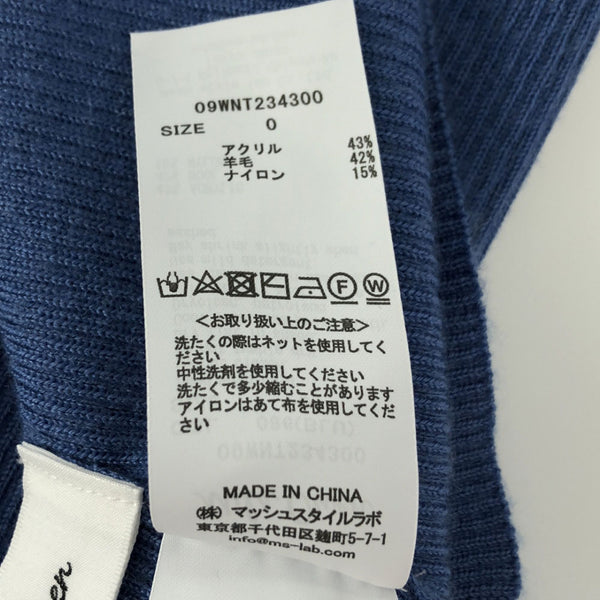 09WNT234300
SIZE 0
アクリル 43%
羊毛 42%
ナイロン 15%
F W
<お取り扱い上のご注意>
洗たくの際はネットを使用してくだ
さい
中性洗剤を使用してください
洗たくで多少縮むことがあります
アイロンはあて布を使用してくだ
さい
086(BLU)
09WNT234300
MADE IN CHINA
(株) マッシュスタイルラボ
東京都千代田区麹町5-7-1
info@ms-lab.com
en